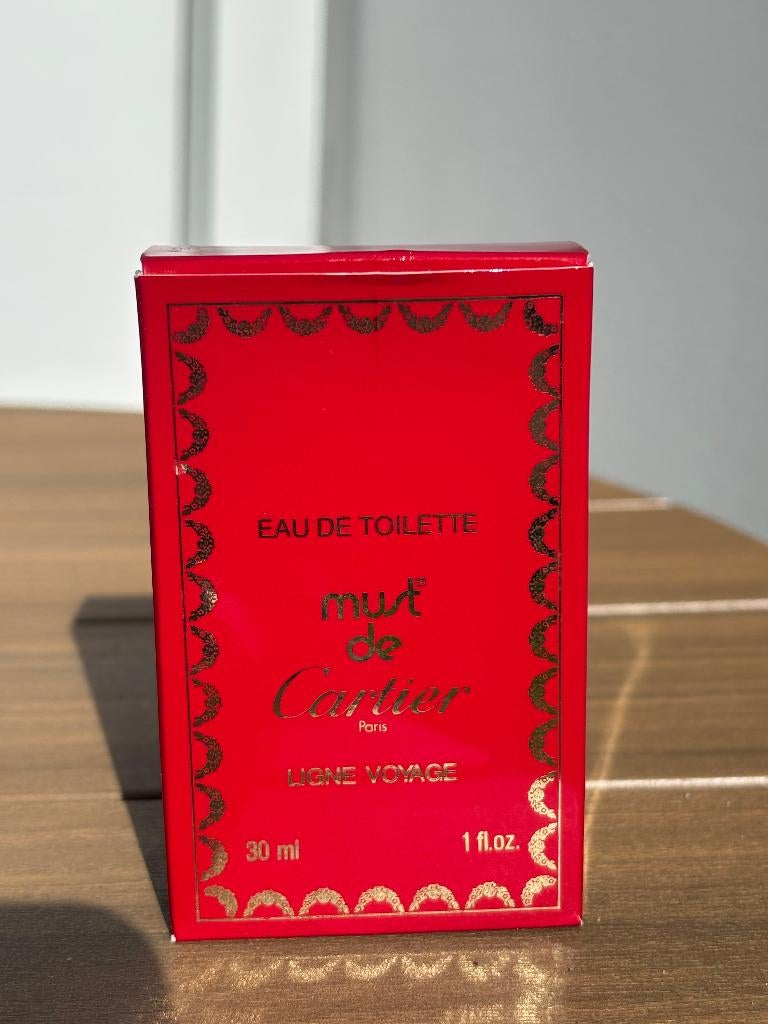 EAU DE TOILETTE
must©
de
Cartier
Paris
LIGNE VOYAGE
30 ml 1 fl.oz.